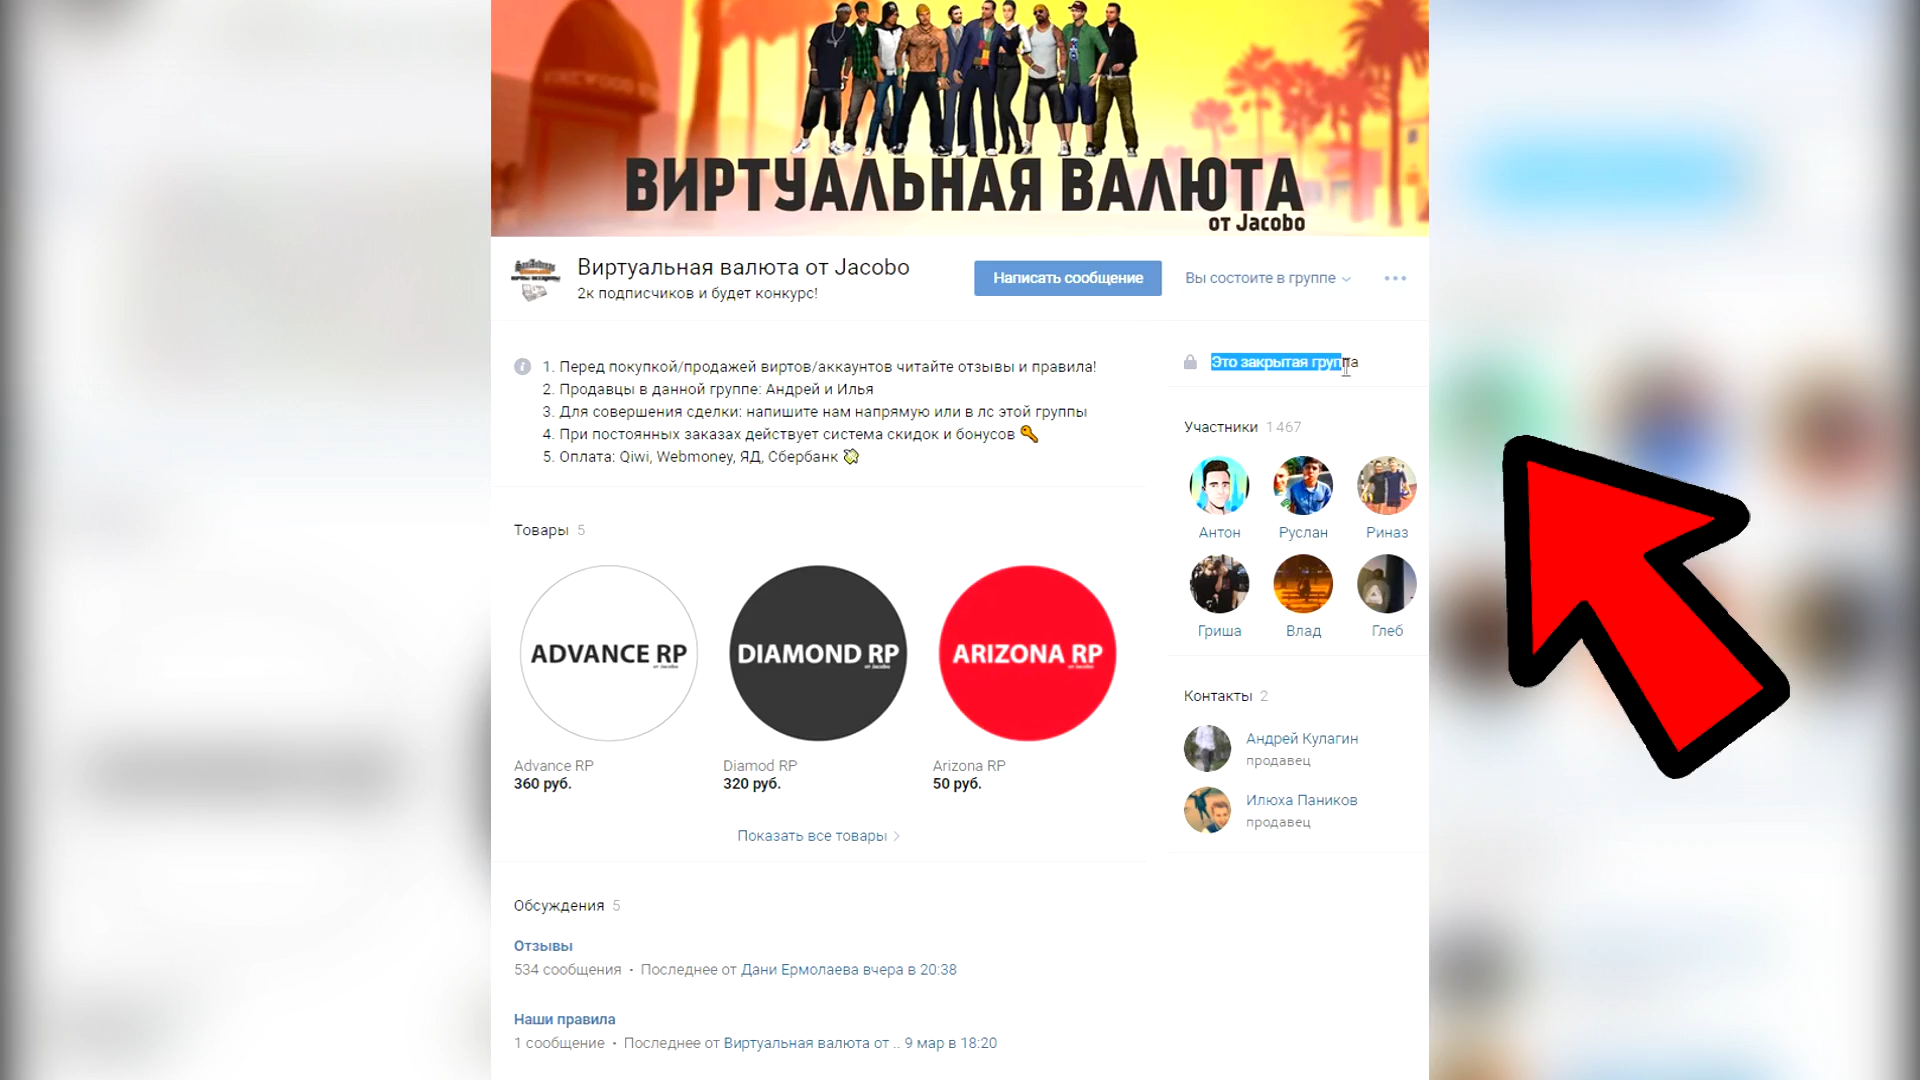 ВИРТУАЛЬНАЯ ВАЛЮТА
от Jacobo
Виртуальная валюта от Jacobo
2к подписчиков и будет конкурс!
Написать сообщение
Вы состоите в группе
1. Перед покупкой/продажей виртов/аккаунтов читайте отзывы и правила!
2. Продавцы в данной группе: Андрей и Илья
3. Для совершения сделки: напишите нам напрямую или в лс этой группы
4. При постоянных заказах действует система скидок и бонусов
5. Оплата: Qiwi, Webmoney, ЯД, Сбербанк
Это закрытая группа
Участники 1 467
Антон
Руслан
Риназ
Гриша
Влад
Глеб
Контакты 2
Андрей Кулагин
продавец
Илюха Паников
продавец
Товары 5
ADVANCE RP
от Jacobo
DIAMOND RP
от Jacobo
ARIZONA RP
от Jacobo
Advance RP
360 руб.
Diamod RP
320 руб.
Arizona RP
50 руб.
Показать все товары
Обсуждения 5
Отзывы
534 сообщения · Последнее от Дани Ермолаева вчера в 20:38
Наши правила
1 сообщение · Последнее от Виртуальная валюта от .. 9 мар в 18:20